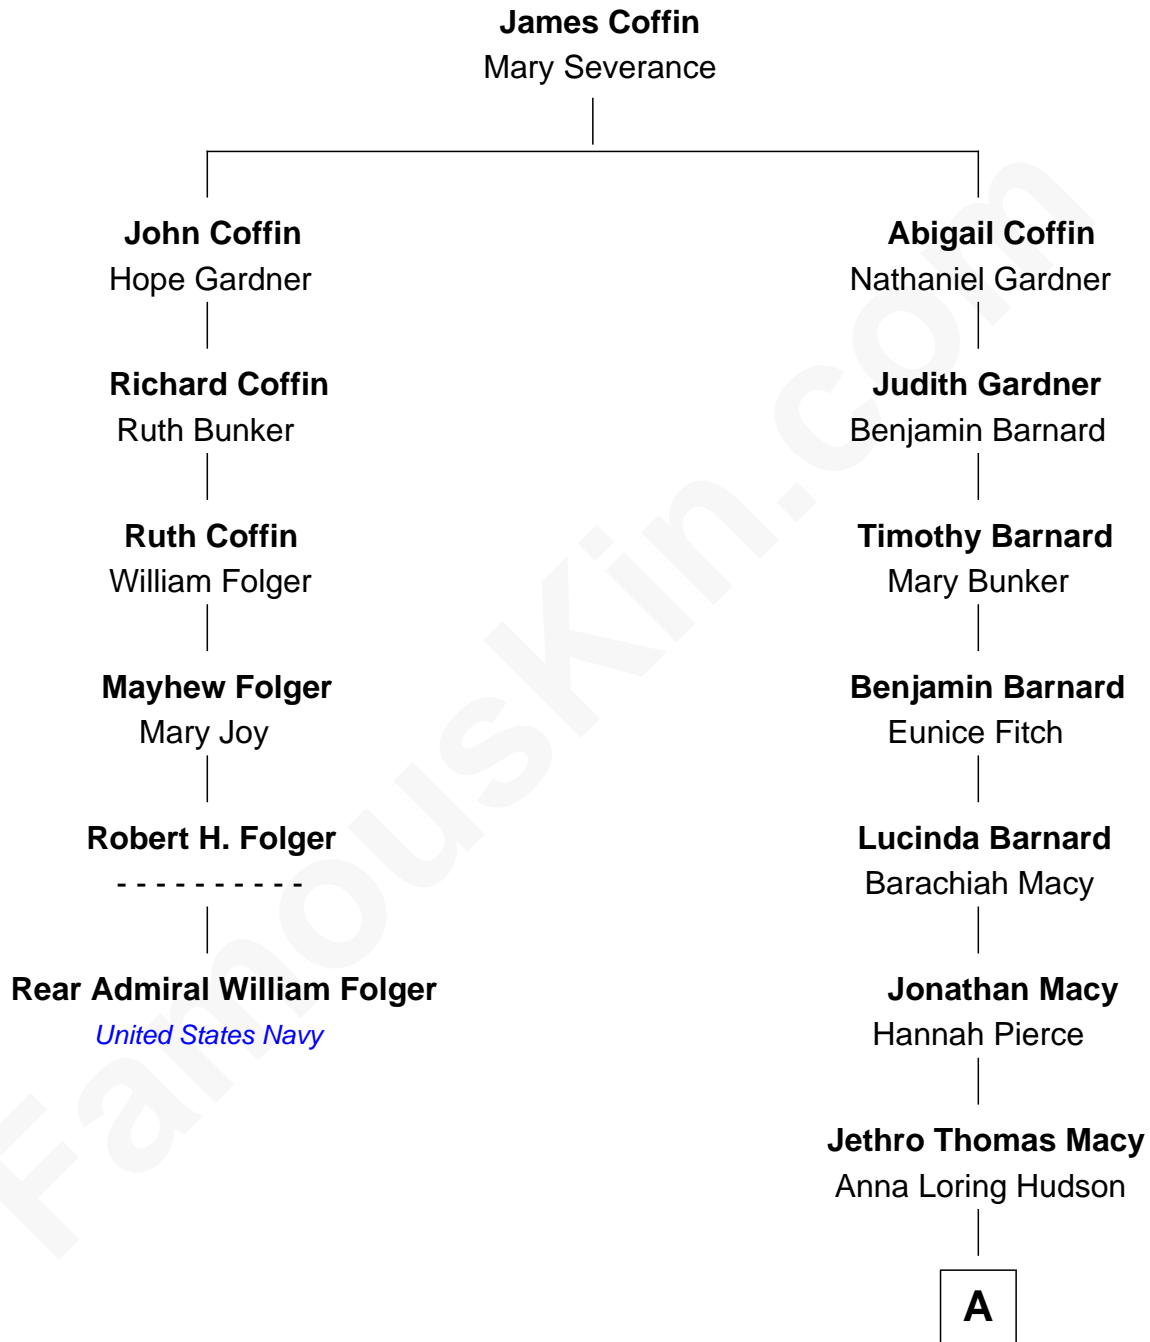 James Coffin
Mary Severance
John Coffin
Hope Gardner
Abigail Coffin
Nathaniel Gardner
Richard Coffin
Ruth Bunker
Judith Gardner
Benjamin Barnard
Ruth Coffin
William Folger
Timothy Barnard
Mary Bunker
Mayhew Folger
Mary Joy
Benjamin Barnard
Eunice Fitch
Robert H. Folger
- - - - - - - - - -
Lucinda Barnard
Barachiah Macy
Rear Admiral William Folger
United States Navy
Jonathan Macy
Hannah Pierce
Jethro Thomas Macy
Anna Loring Hudson
A
FamousKin.com